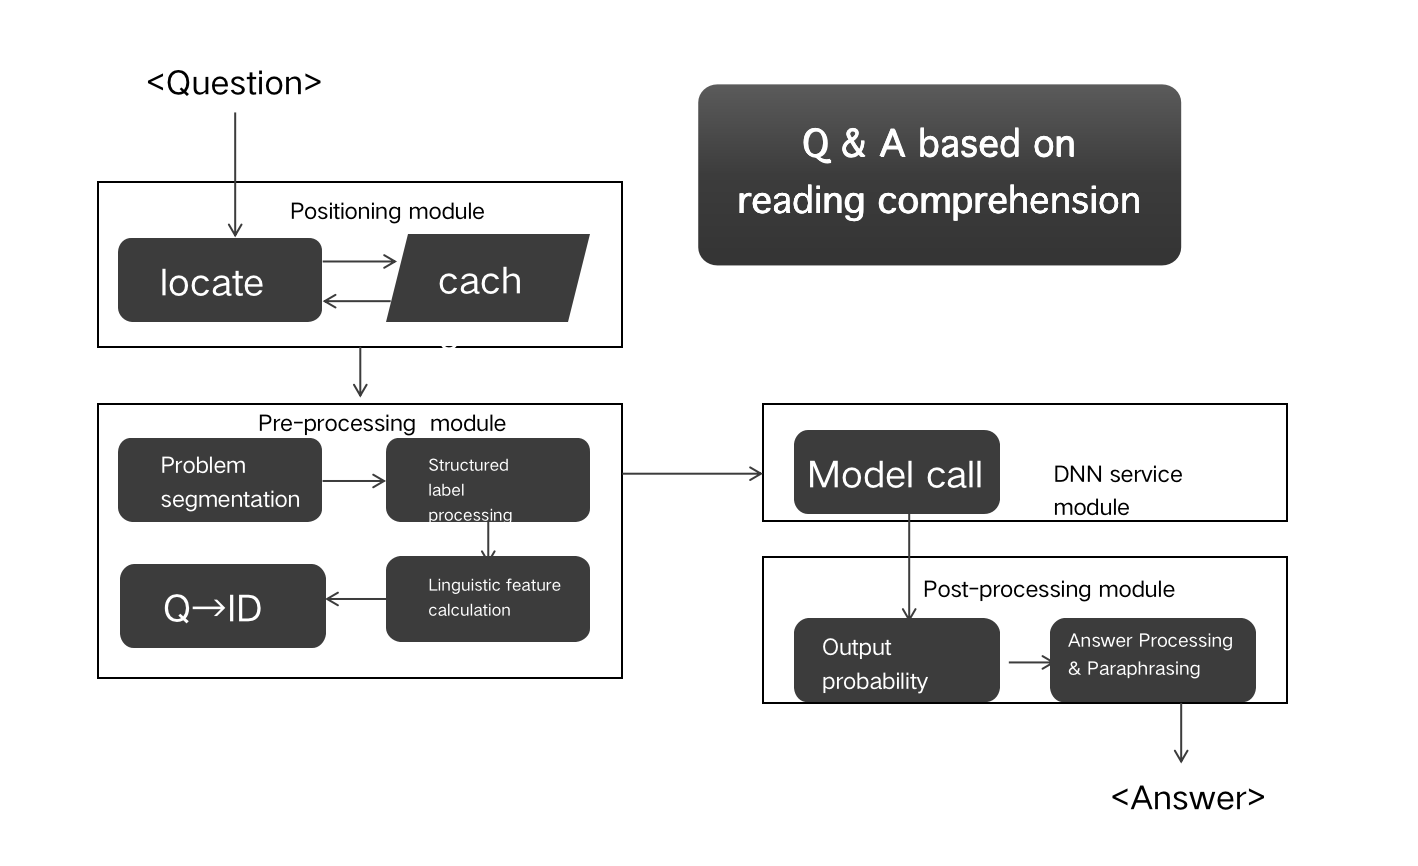 <Question>
Q & A based on
reading comprehension
Positioning module
locate
cach
Pre-processing module
Problem
segmentation
Structured
label
processing
Q→ID
Linguistic feature
calculation
Model call
DNN service
module
Post-processing module
Output
probability
Answer Processing
& Paraphrasing
<Answer>